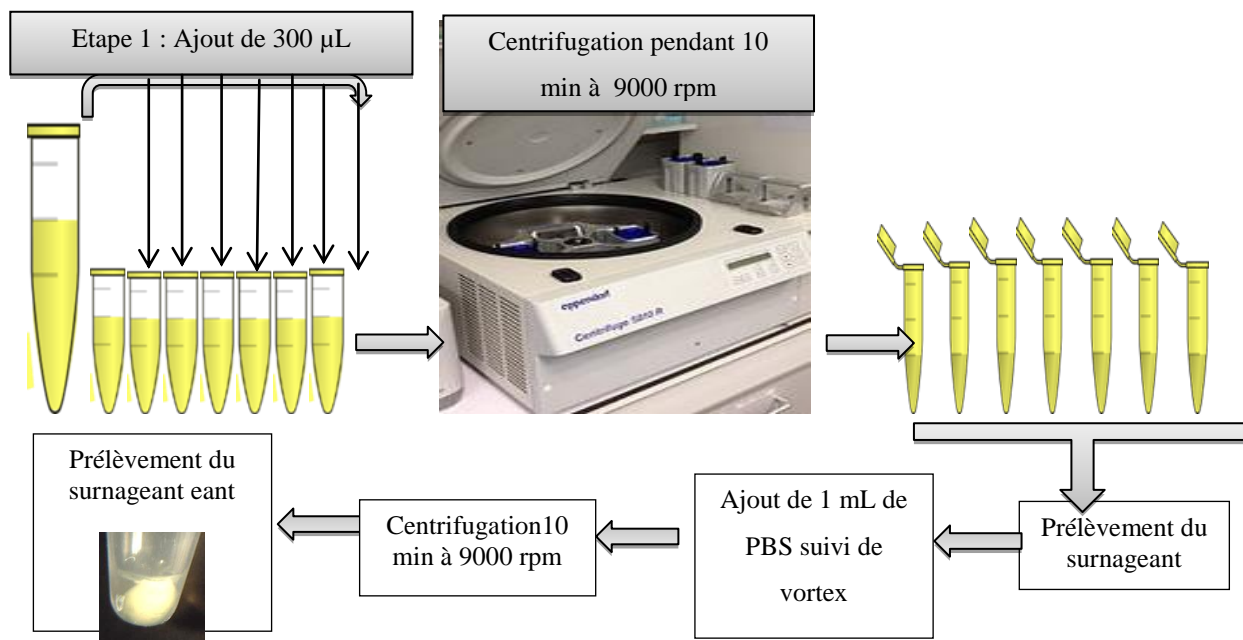 Etape 1 : Ajout de 300 µL
Centrifugation pendant 10
min à 9000 rpm
eppendorf
Centrifuge 5810 R
Prélèvement du
surnageant
Ajout de 1 mL de
PBS suivi de
vortex
Centrifugation10
min à 9000 rpm
Prélèvement du
surnageant eant